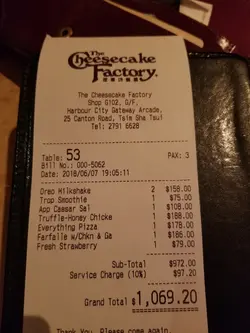 The
Cheesecake
Factory.
The Cheesecake Factory
Shop G102, G/F,
Harbour City Gateway Arcade,
25 Canton Road, Tsim Sha Tsui
Tel: 2791 6628
Table: 53 PAX: 3
Bill No.: 000-5062
Date: 2018/06/07 19:05:11
Oreo Milkshake 2 $158.00
Trop Smoothie 1 $75.00
App Caesar Sal 1 $108.00
Truffle-Honey Chicke 1 $188.00
Everything Pizza 1 $178.00
Farfalle w/Chkn & Ga 1 $186.00
Fresh Strawberry 1 $79.00
Sub-Total $972.00
Service Charge (10%) $97.20
Grand Total $1,069.20
Thank You, Please come again